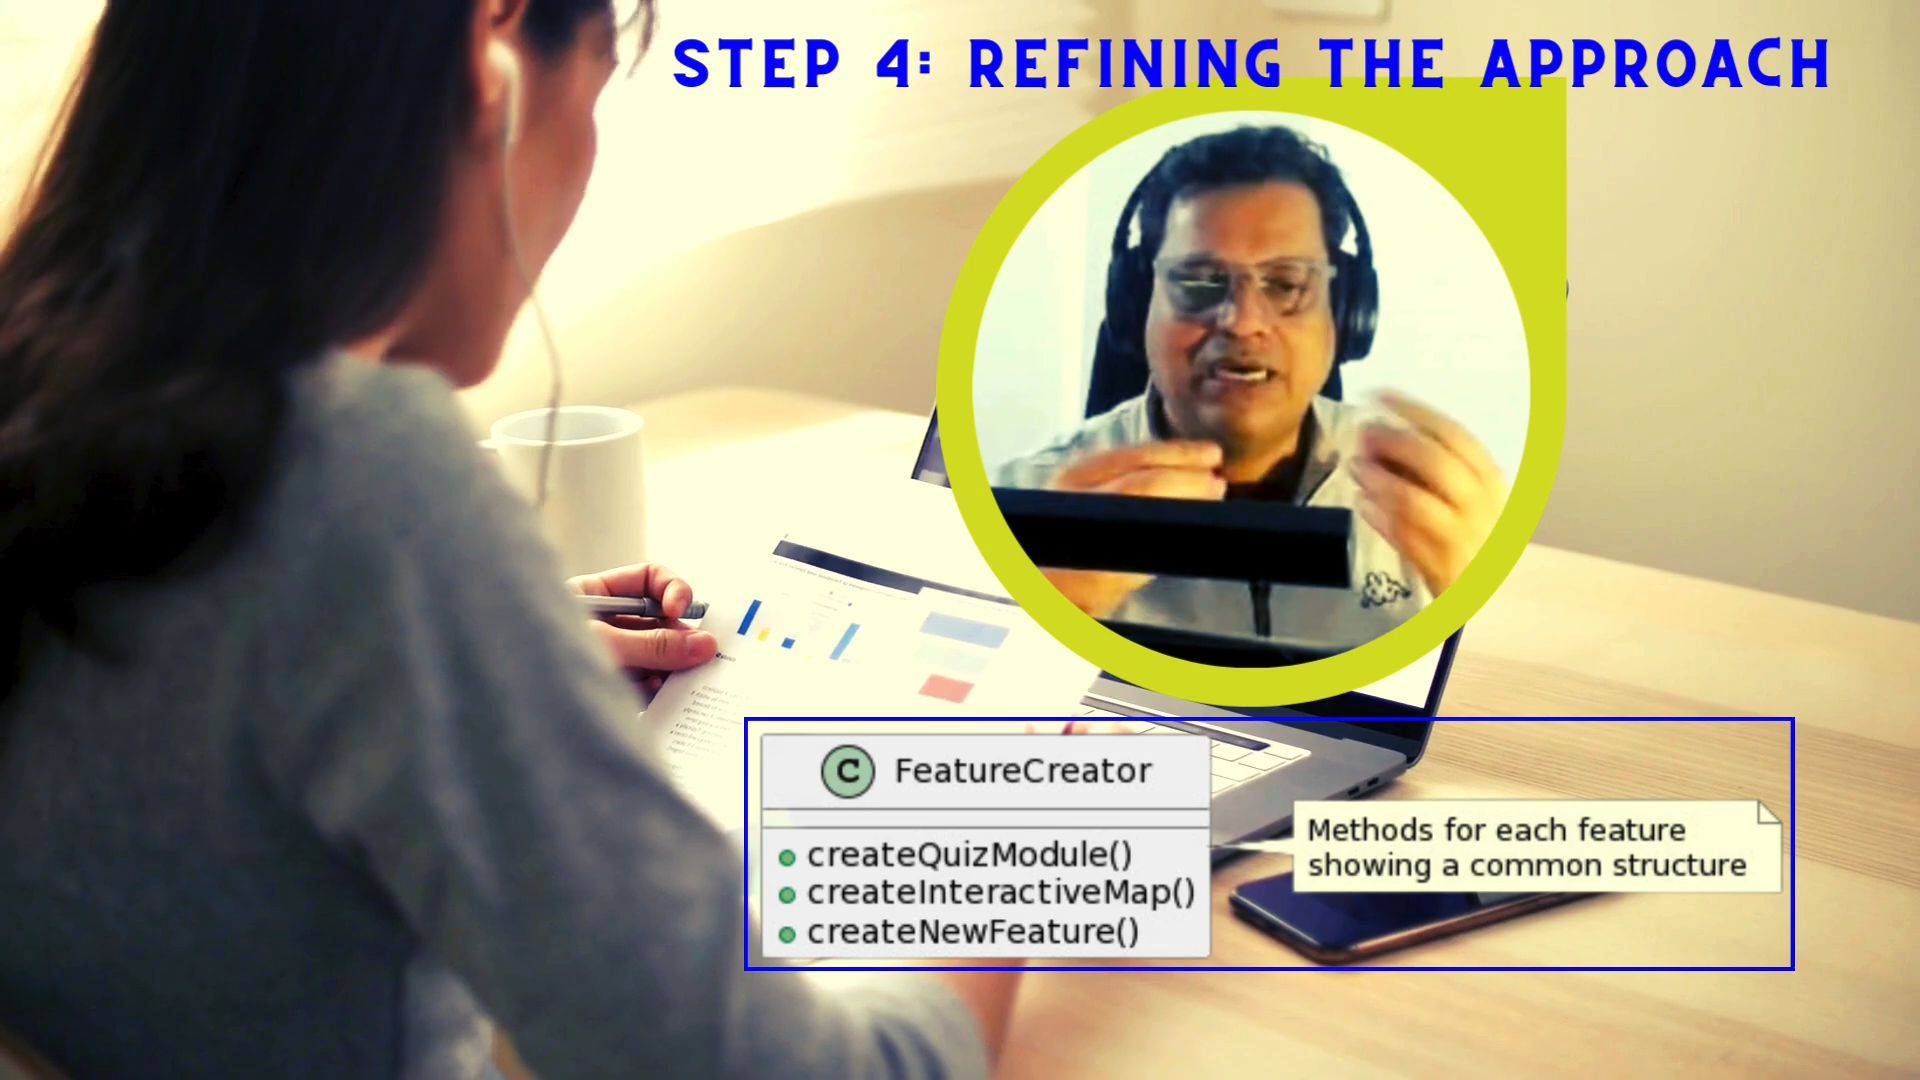 STEP 4: REFINING THE APPROACH
C FeatureCreator
createQuizModule()
createInteractiveMap()
createNewFeature()
Methods for each feature
showing a common structure